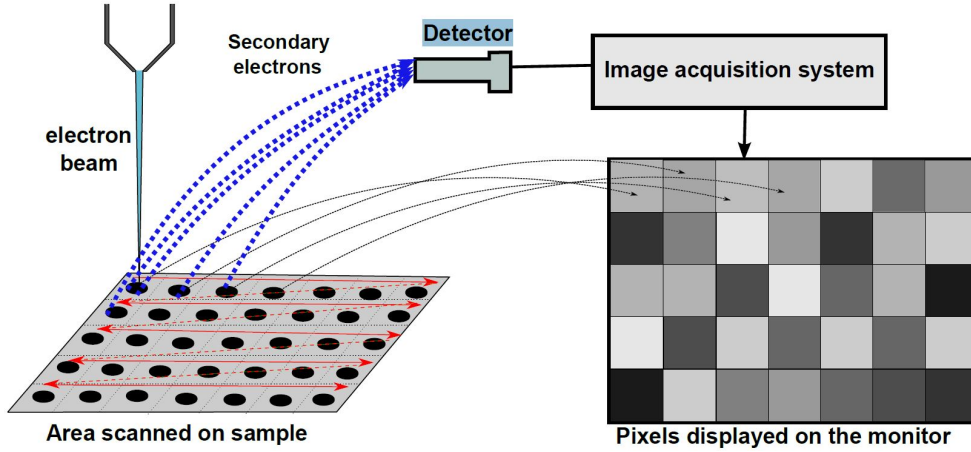 Secondary
electrons
Detector
Image acquisition system
electron
beam
Area scanned on sample
Pixels displayed on the monitor